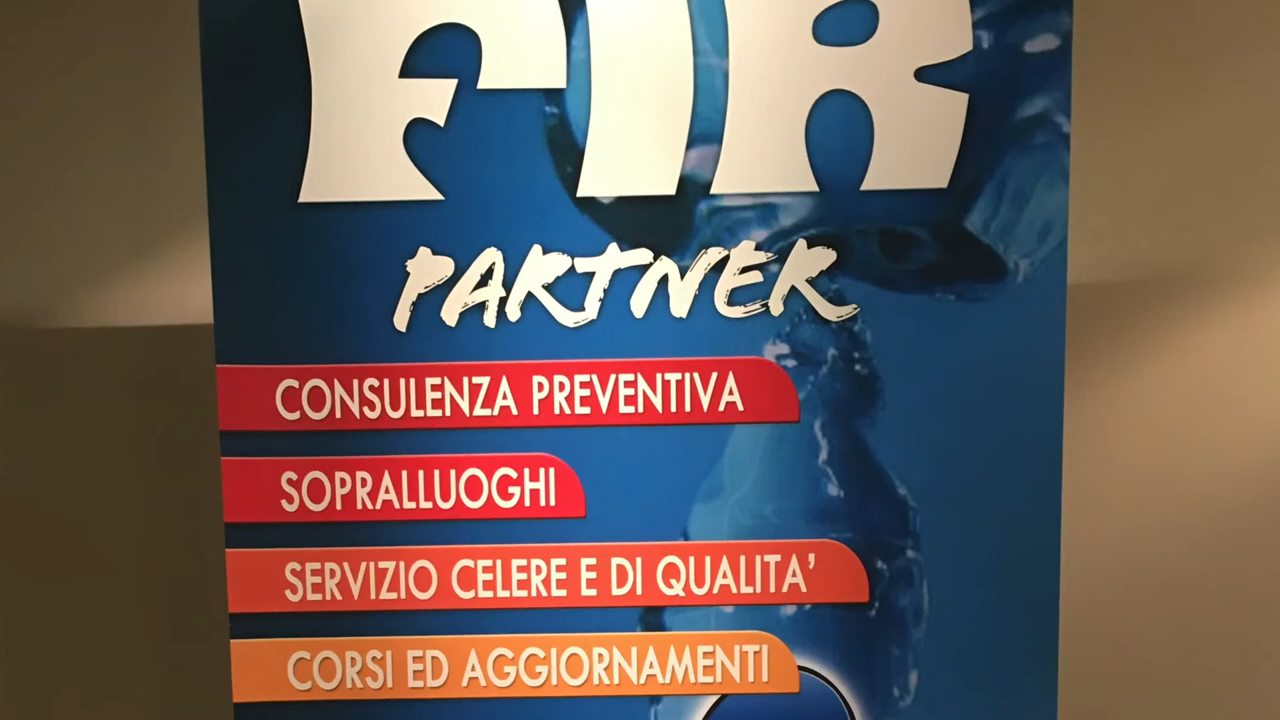 FIR
PARTNER
CONSULENZA PREVENTIVA
SOPRALLUOGHI
SERVIZIO CELERE E DI QUALITA'
CORSI ED AGGIORNAMENTI